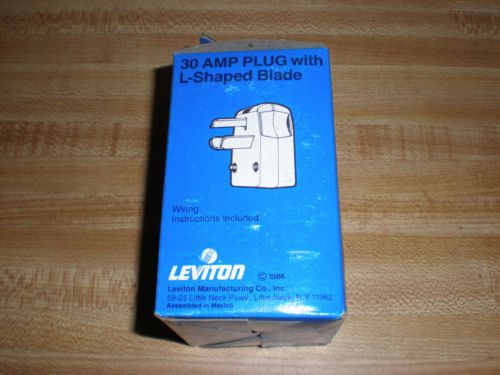 30 AMP PLUG with
L-Shaped Blade
Wiring
Instructions Included
LEVITON
© 1986
Leviton Manufacturing Co., Inc.
59-25 Little Neck Pkwy., Little Neck, N.Y. 11362
Assembled in Mexico